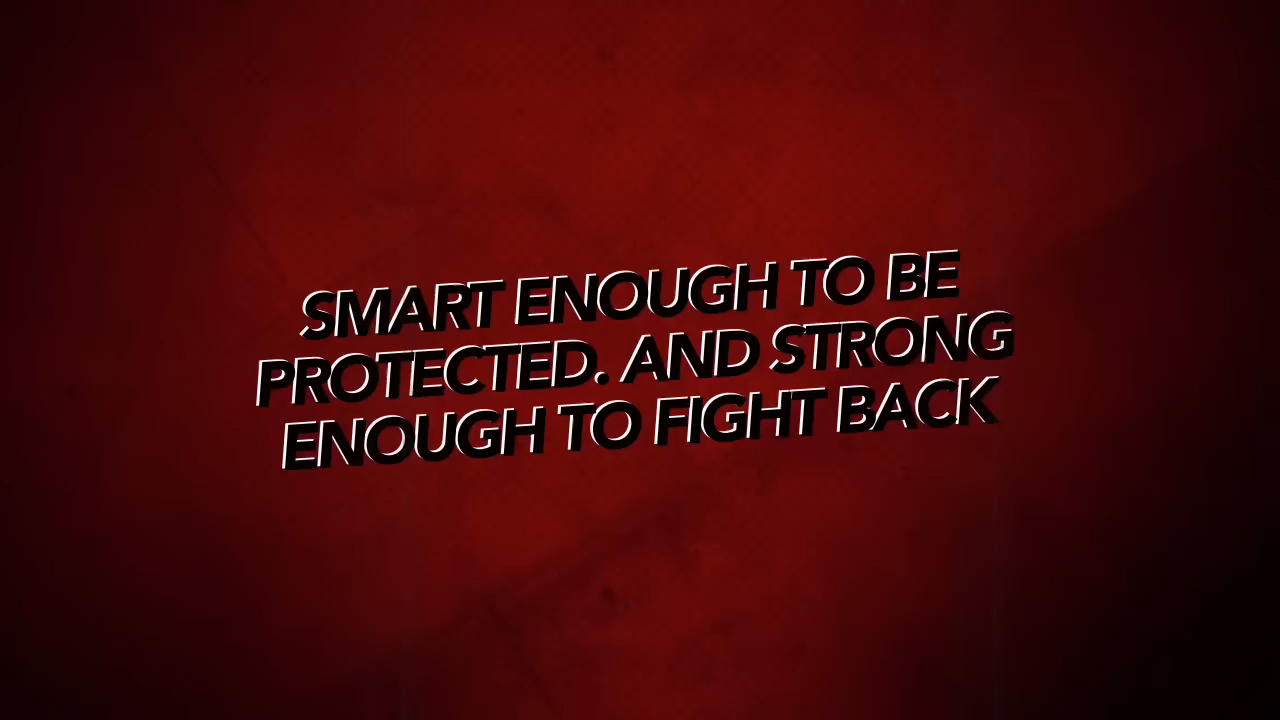 SMART ENOUGH TO BE
PROTECTED. AND STRONG
ENOUGH TO FIGHT BACK